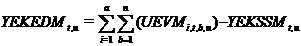 YEKEDM_{t,u} = \sum_{i=1}^{a} \sum_{b=1}^{n} (UEVM_{i,t,b,u}) – YEKSSM_{t,u}